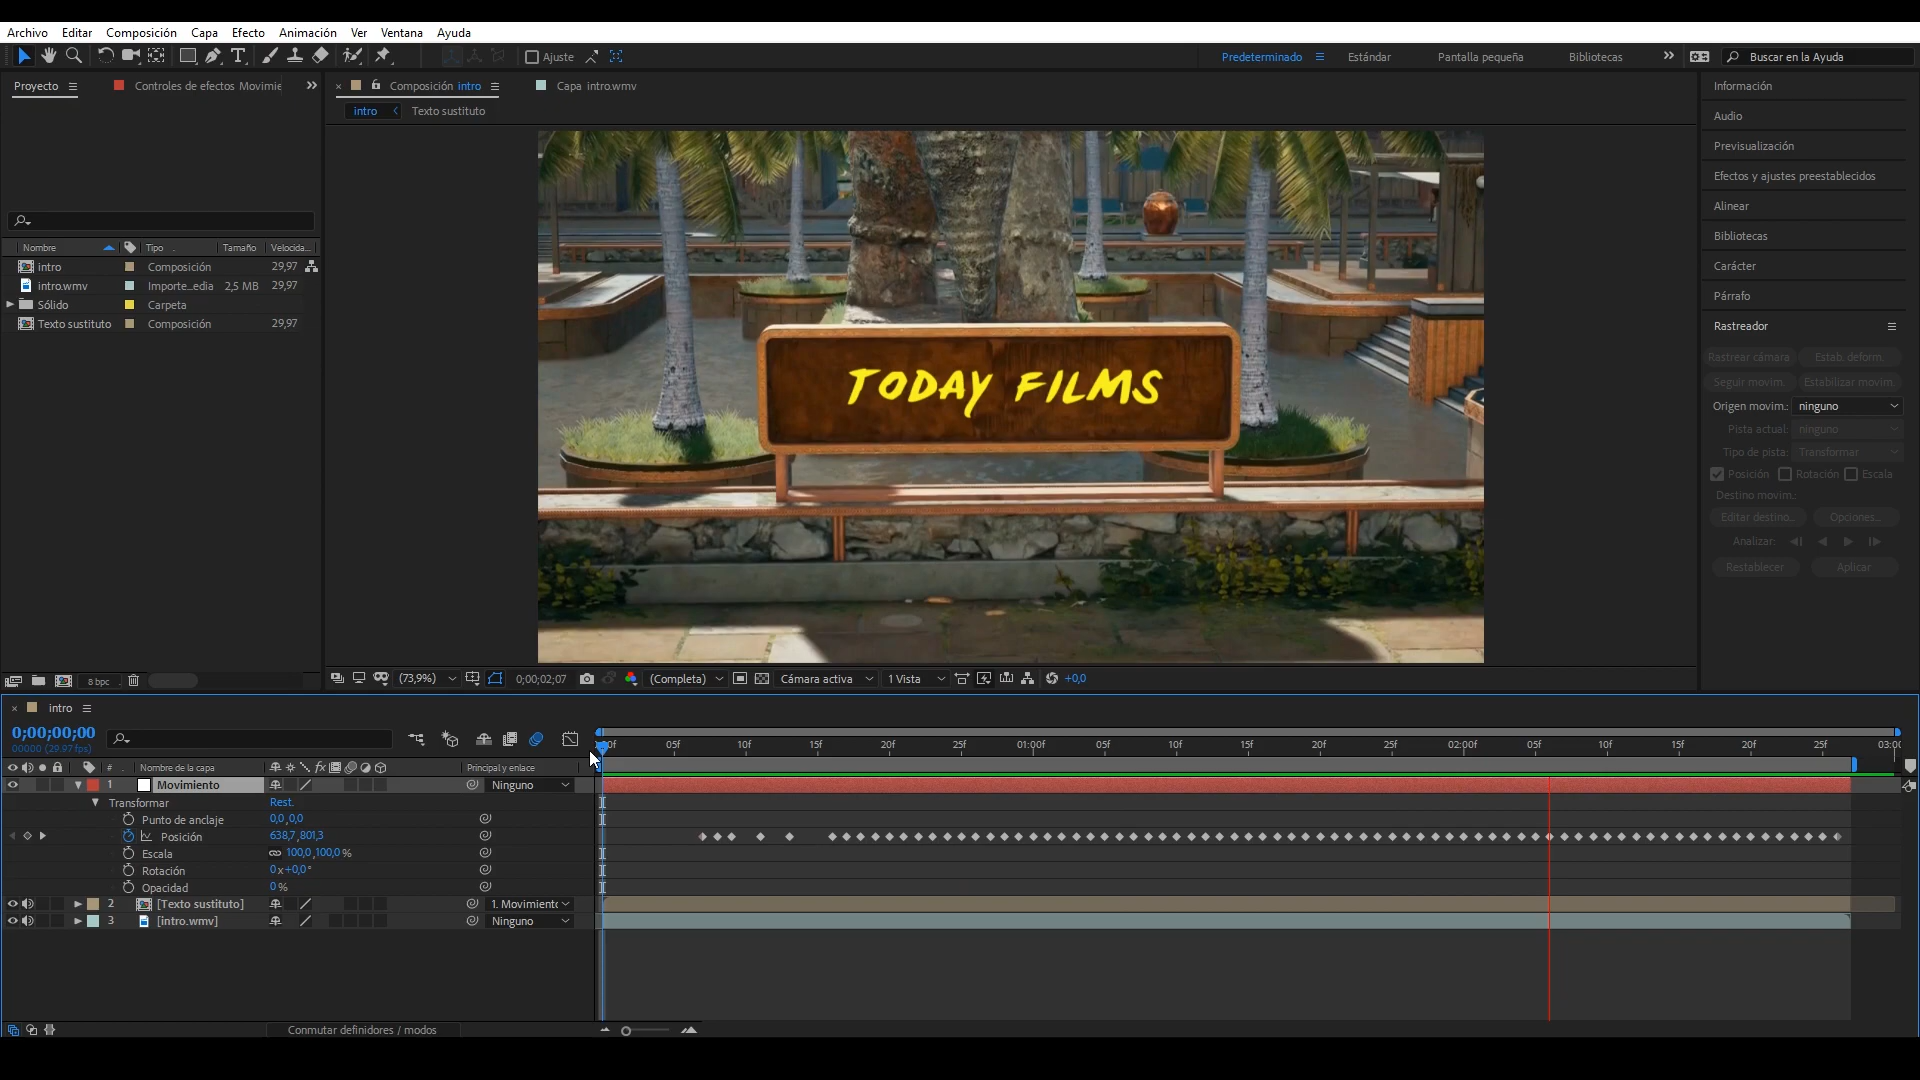 Archivo Editar Composición Capa Efecto Animación Ver Ventana Ayuda
Ajuste Predeterminado Estándar Pantalla pequeña Bibliotecas Buscar en la Ayuda
Proyecto Controles de efectos Movimie Composición intro Capa intro.wmv
intro Texto sustituto
Nombre Tipo Tamaño Velocida...
intro Composición 29,97
intro.wmv Importe...edia 2,5 MB 29,97
Sólido Carpeta
Texto sustituto Composición 29,97
TODAY FILMS
Información
Audio
Previsualización
Efectos y ajustes preestablecidos
Alinear
Bibliotecas
Carácter
Párrafo
Rastreador
Rastrear cámara Estab. deform.
Seguir movim. Estabilizar movim.
Origen movim.: ninguno
Pista actual: ninguno
Tipo de pista: Transformar
Posición Rotación Escala
Destino movim.:
Editar destino... Opciones...
Analizar:
Restablecer Aplicar
8 bpc (73,9%) 0;00;02;07 (Completa) Cámara activa 1 Vista +0,0
intro
0;00;00;00
00000 (29.97 fps)
05f 10f 15f 20f 25f 01:00f 05f 10f 15f 20f 25f 02:00f 05f 10f 15f 20f 25f 03:00
# Nombre de la capa fx Principal y enlace
1 Movimiento Ninguno
Transformar Rest.
Punto de anclaje 0,0,0,0
Posición 638,7,801,3
Escala 100,0,100,0 %
Rotación 0x+0,0°
Opacidad 0 %
2 [Texto sustituto] 1. Movimiento
3 [intro.wmv] Ninguno
Conmutar definidores / modos